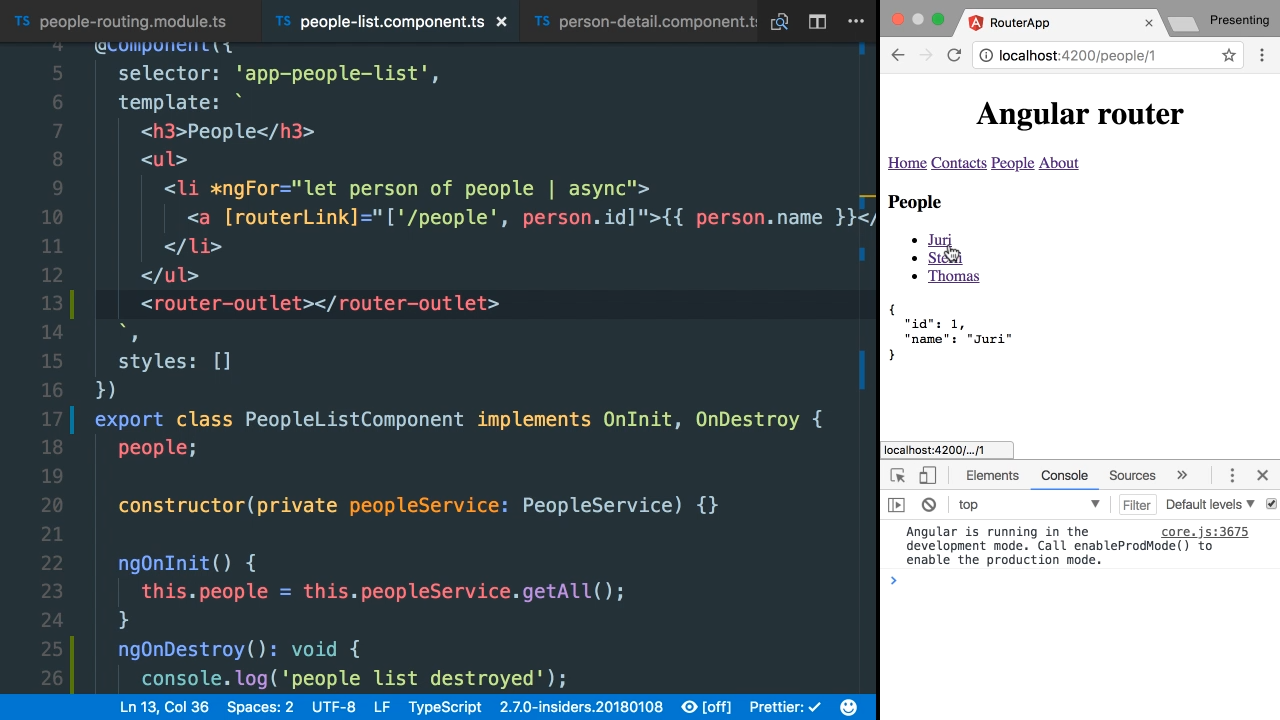 TS people-routing.module.ts
TS people-list.component.ts ×
TS person-detail.component.ts
4 @Component({
5 selector: 'app-people-list',
6 template: `
7 <h3>People</h3>
8 <ul>
9 <li *ngFor="let person of people | async">
10 <a [routerLink]="['/people', person.id]">{{ person.name }}</
11 </li>
12 </ul>
13 <router-outlet></router-outlet>
14 `,
15 styles: []
16 })
17 export class PeopleListComponent implements OnInit, OnDestroy {
18 people;
19
20 constructor(private peopleService: PeopleService) {}
21
22 ngOnInit() {
23 this.people = this.peopleService.getAll();
24 }
25 ngOnDestroy(): void {
26 console.log('people list destroyed');
Ln 13, Col 36 Spaces: 2 UTF-8 LF TypeScript 2.7.0-insiders.20180108 [off] Prettier: ✓
RouterApp ×
Presenting
localhost:4200/people/1
Angular router
Home Contacts People About
People
• Juri
• 
• Thomas
{
"id": 1,
"name": "Juri"
}
localhost:4200/.../1
Elements Console Sources »
top Filter Default levels
Angular is running in the core.js:3675
development mode. Call enableProdMode() to
enable the production mode.
>